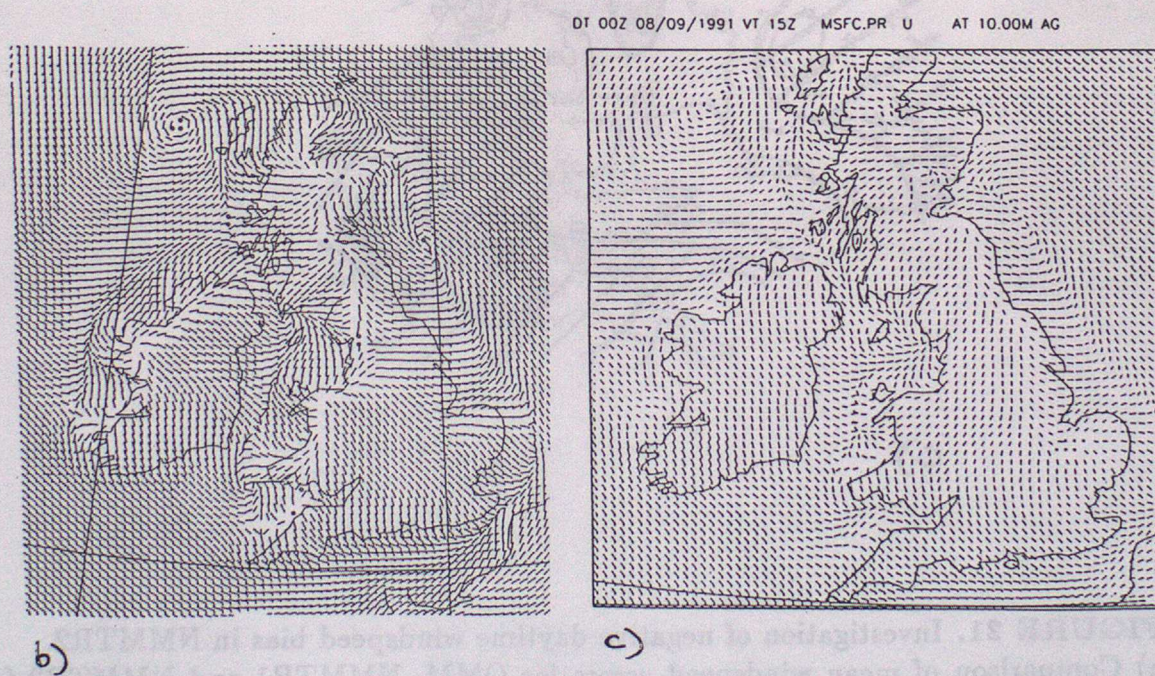 DT 00Z 08/09/1991 VT 15Z MSFC.PR U AT 10.00M AG
b)
c)
FIGURE 21. Investigation of negative daytime windspeed bias in NMMTR2.